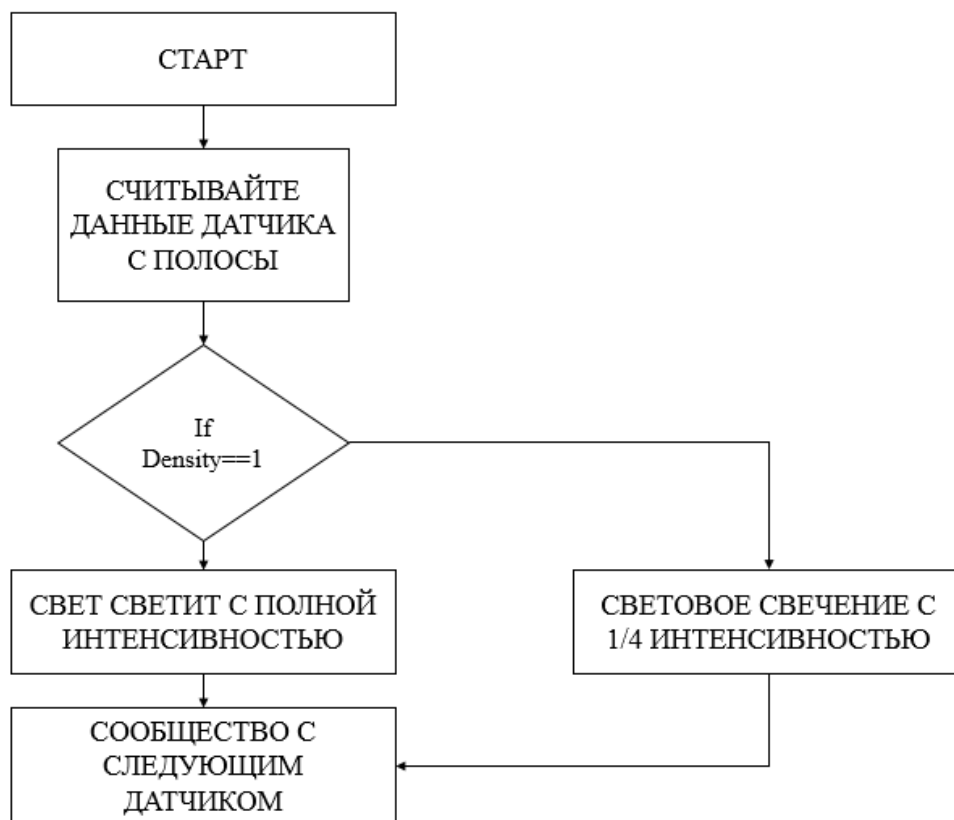 СТАРТ
СЧИТЫВАЙТЕ
ДАННЫЕ ДАТЧИКА
С ПОЛОСЫ
If
Density==1
СВЕТ СВЕТИТ С ПОЛНОЙ
ИНТЕНСИВНОСТЬЮ
СВЕТОВОЕ СВЕЧЕНИЕ С
1/4 ИНТЕНСИВНОСТЬЮ
СООБЩЕСТВО С
СЛЕДУЮЩИМ
ДАТЧИКОМ